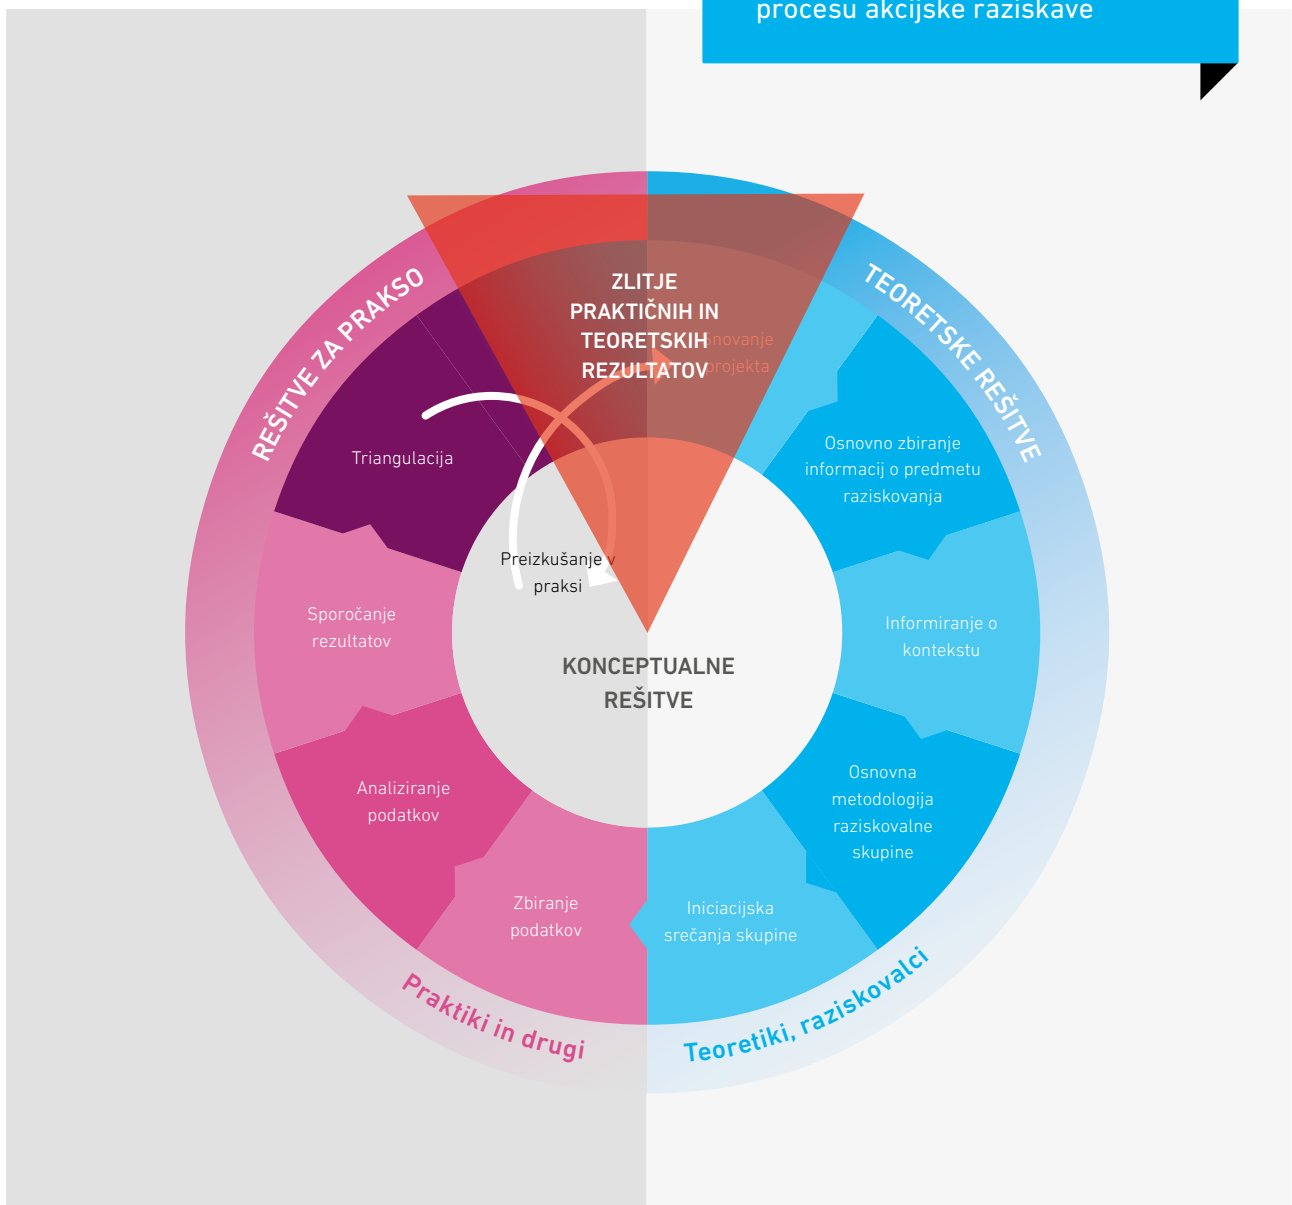 procesu akcijske raziskave
REŠITVE ZA PRAKSO
TEORETSKE REŠITVE
ZLITJE
PRAKTIČNIH IN
TEORETSKIH
REZULTATOV
Snovanje
projekta
Osnovno zbiranje
informacij o predmetu
raziskovanja
Informiranje o
kontekstu
Osnovna
metodologija
raziskovalne
skupine
Iniciacijska
srečanja skupine
Zbiranje
podatkov
Analiziranje
podatkov
Sporočanje
rezultatov
Triangulacija
Preizkušanje v
praksi
KONCEPTUALNE
REŠITVE
Praktiki in drugi
Teoretiki, raziskovalci